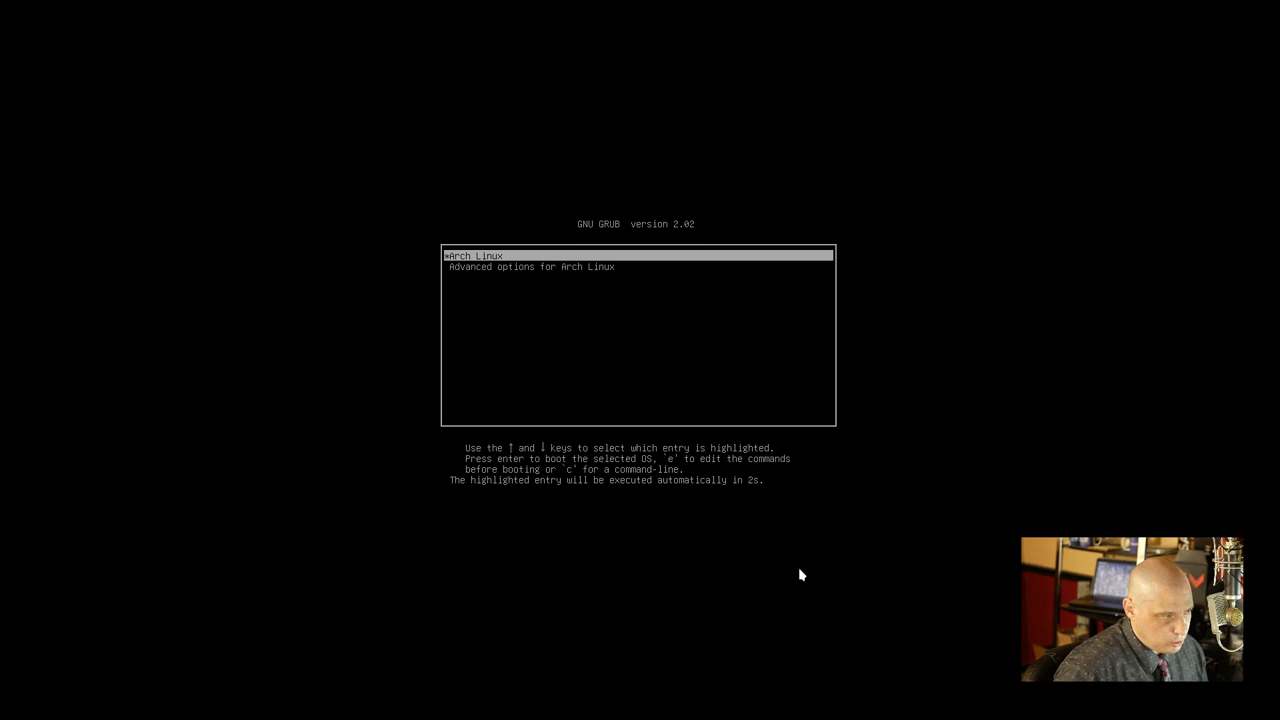 GNU GRUB  version 2.02
*Arch Linux
Advanced options for Arch Linux
Use the ↑ and ↓ keys to select which entry is highlighted.
Press enter to boot the selected OS, `e' to edit the commands
before booting or `c' for a command-line.
The highlighted entry will be executed automatically in 2s.